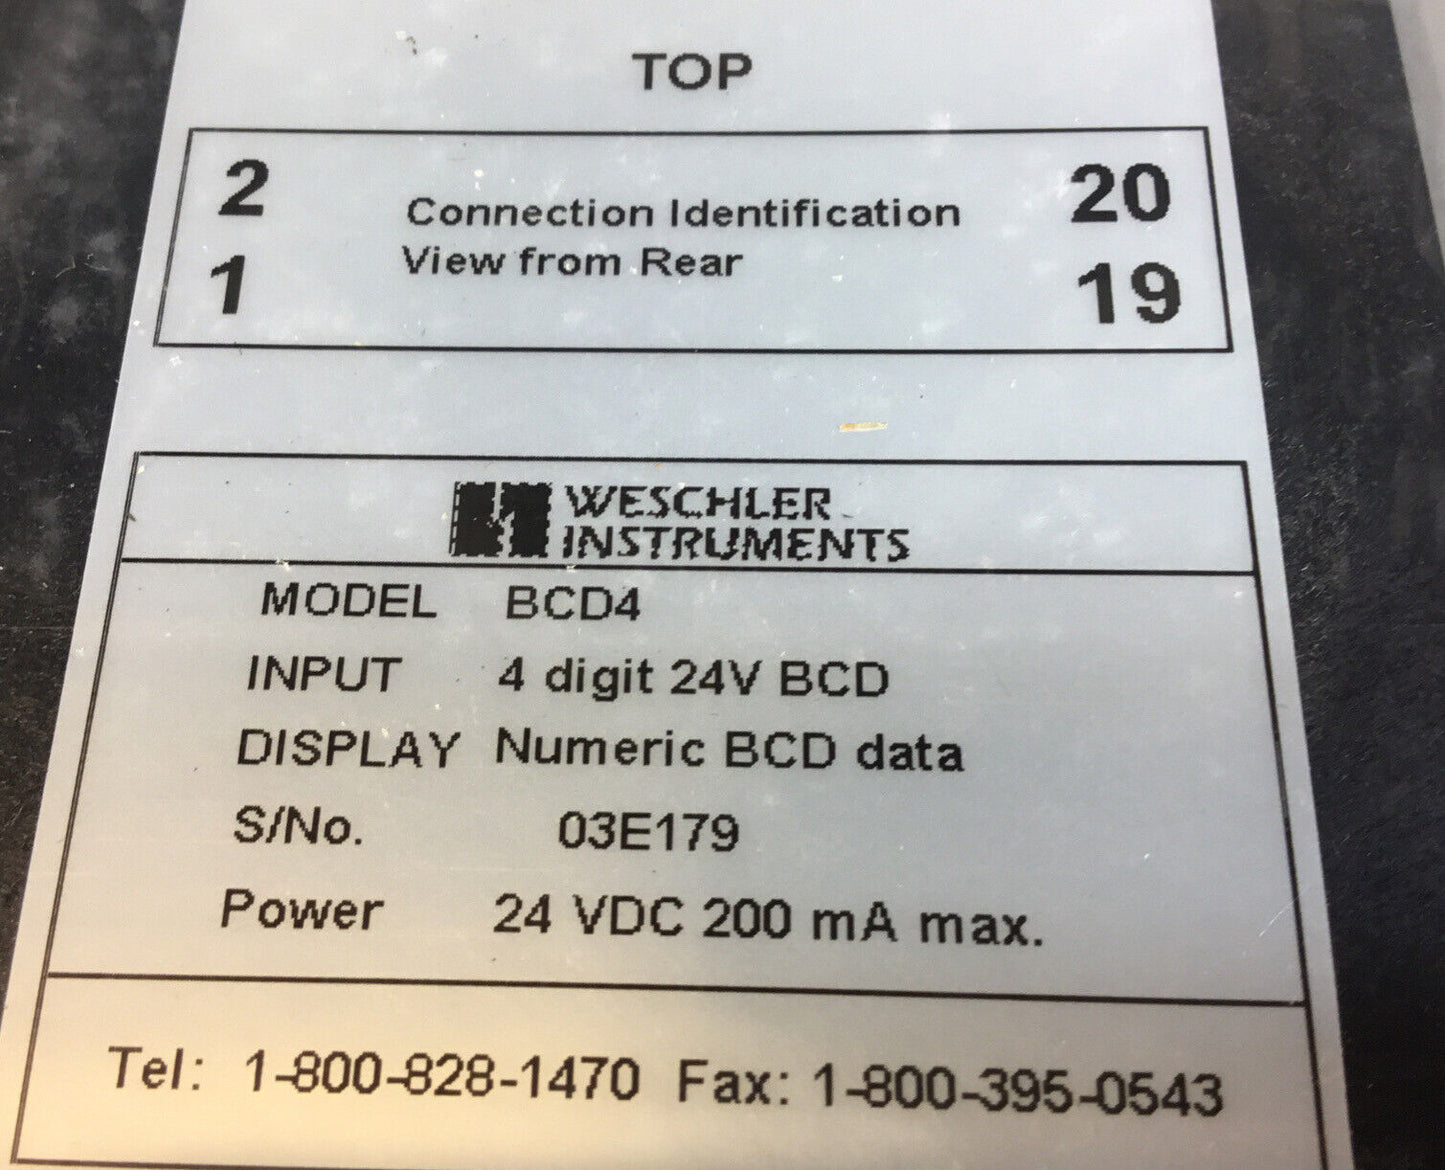 TOP
2 Connection Identification 20
1 View from Rear 19
WESCHLER
INSTRUMENTS
MODEL BCD4
INPUT 4 digit 24V BCD
DISPLAY Numeric BCD data
S/No. 03E179
Power 24 VDC 200 mA max.
Tel: 1-800-828-1470 Fax: 1-800-395-0543